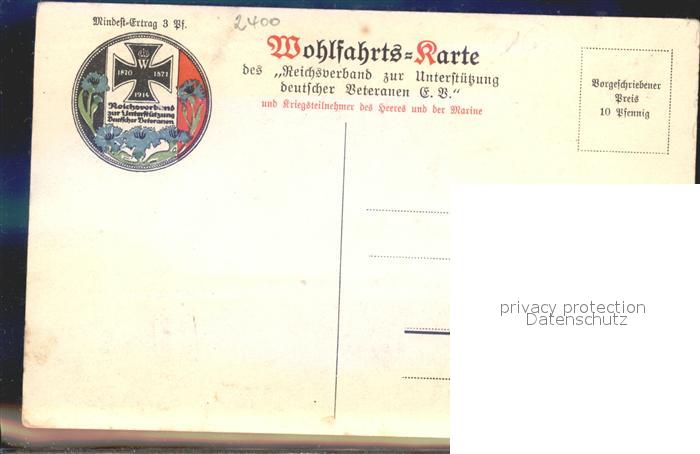 Mindest-Ertrag 3 Pf.
2400
W
1870 1871
1914
Reichsverband
zur Unterstützung
Deutscher Veteranen
Wohlfahrts=Karte
des „Reichsverband zur Unterstützung
deutscher Veteranen E. V."
und Kriegsteilnehmer des Heeres und der Marine
Vorgeschriebener
Preis
10 Pfennig
privacy protection
Datenschutz